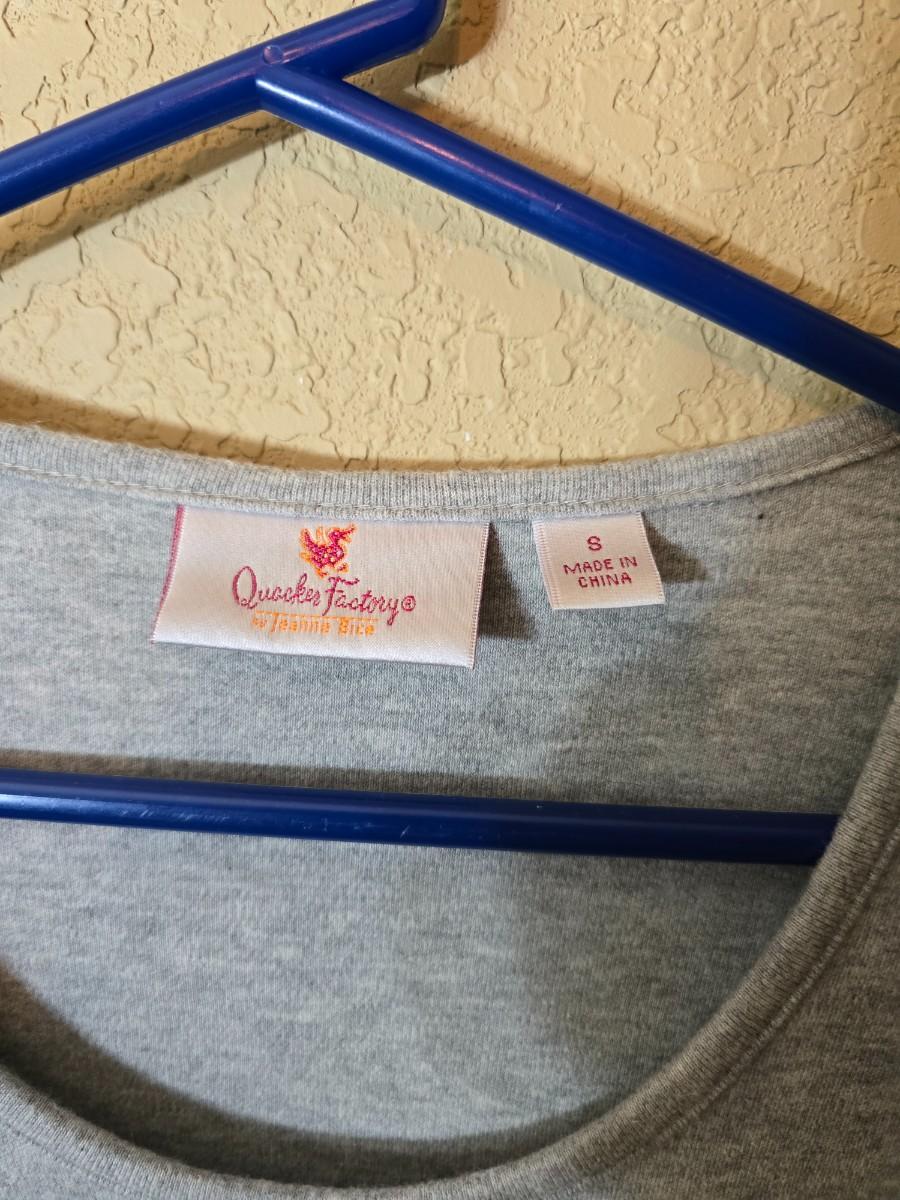 Quacker Factory®
by Jeanne Bice
S
MADE IN
CHINA